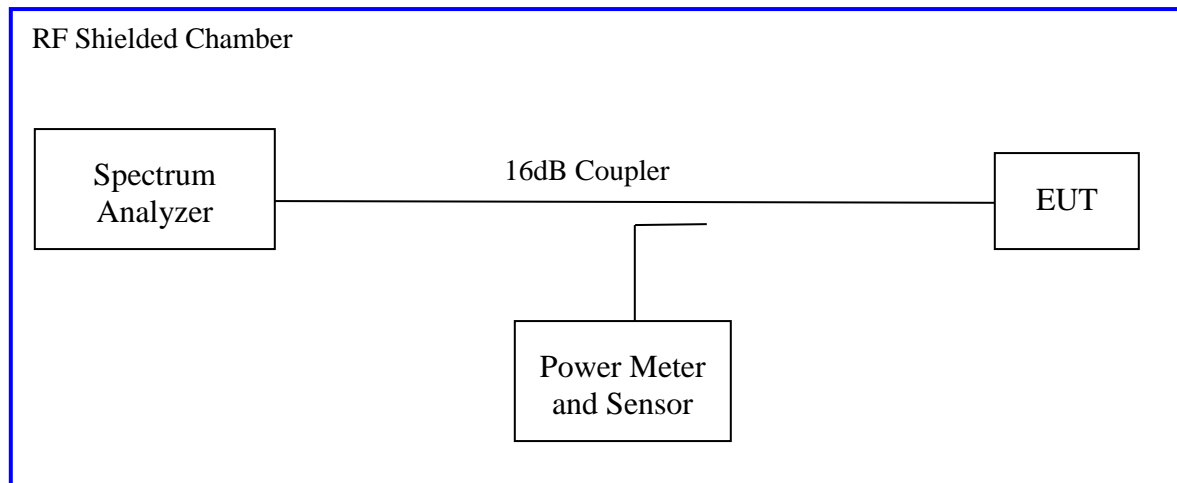 RF Shielded Chamber
Spectrum
Analyzer
16dB Coupler
EUT
Power Meter
and Sensor